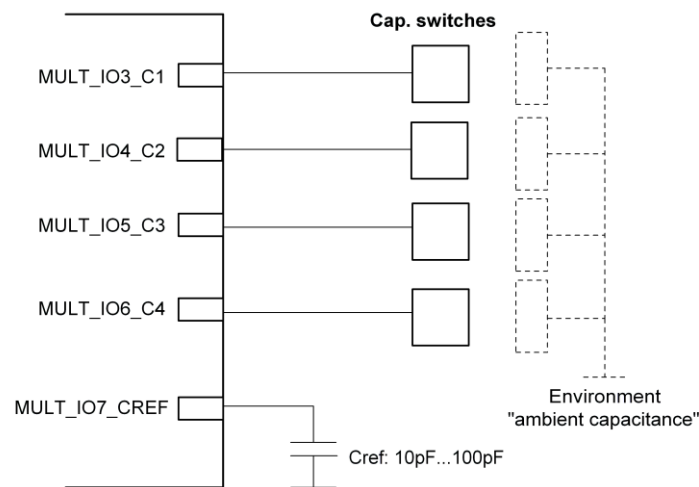 Cap. switches
MULT_IO3_C1
MULT_IO4_C2
MULT_IO5_C3
MULT_IO6_C4
MULT_IO7_CREF
Environment
"ambient capacitance"
Cref: 10pF...100pF